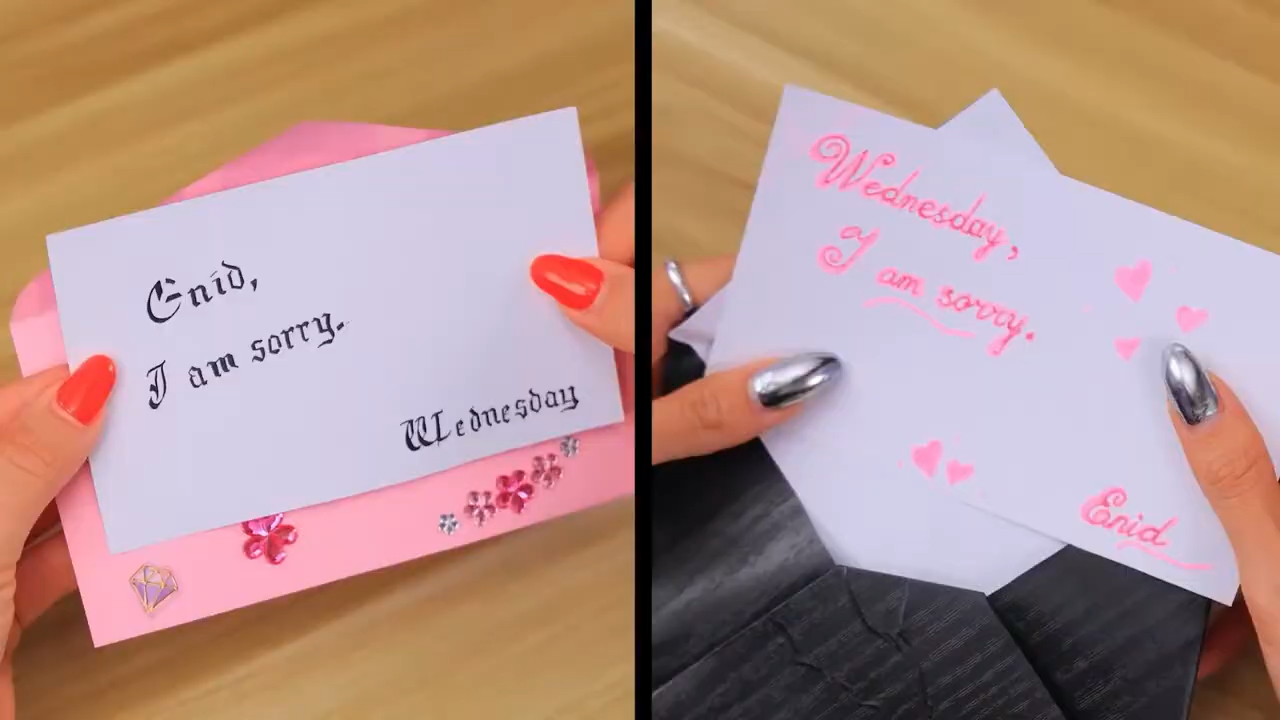 Enid,
I am sorry.
Wednesday
Wednesday,
I am sorry.
Enid